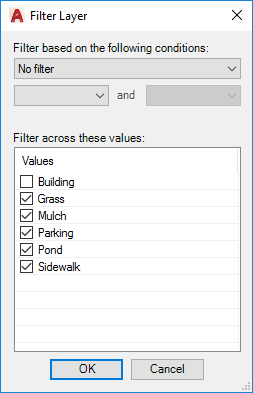 Filter Layer
Filter based on the following conditions:
No filter
and
Filter across these values:
Values
Building
Grass
Mulch
Parking
Pond
Sidewalk
OK Cancel